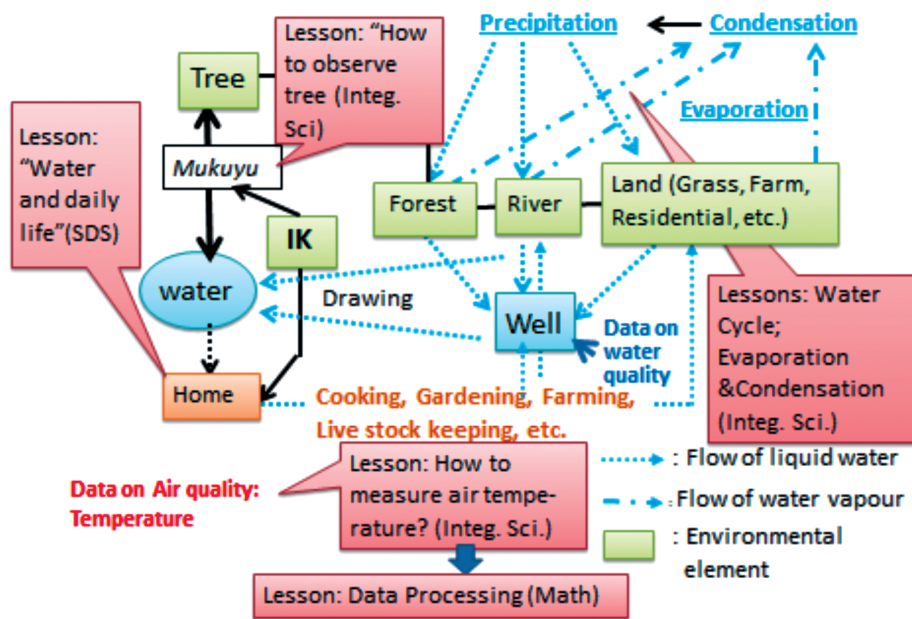 Precipitation
Condensation
Lesson: “How
to observe
tree (Integ.
Sci)
Tree
Evaporation
Lesson:
“Water
and daily
life”(SDS)
Mukuyu
Forest
River
Land (Grass, Farm,
Residential, etc.)
IK
water
Drawing
Well
Data on
water
quality
Lessons: Water
Cycle;
Evaporation
&Condensation
(Integ. Sci.)
Home
Cooking, Gardening, Farming,
Live stock keeping, etc.
Lesson: How to
measure air tempe-
rature? (Integ. Sci.)
Data on Air quality:
Temperature
: Flow of liquid water
: Flow of water vapour
: Environmental
element
Lesson: Data Processing (Math)